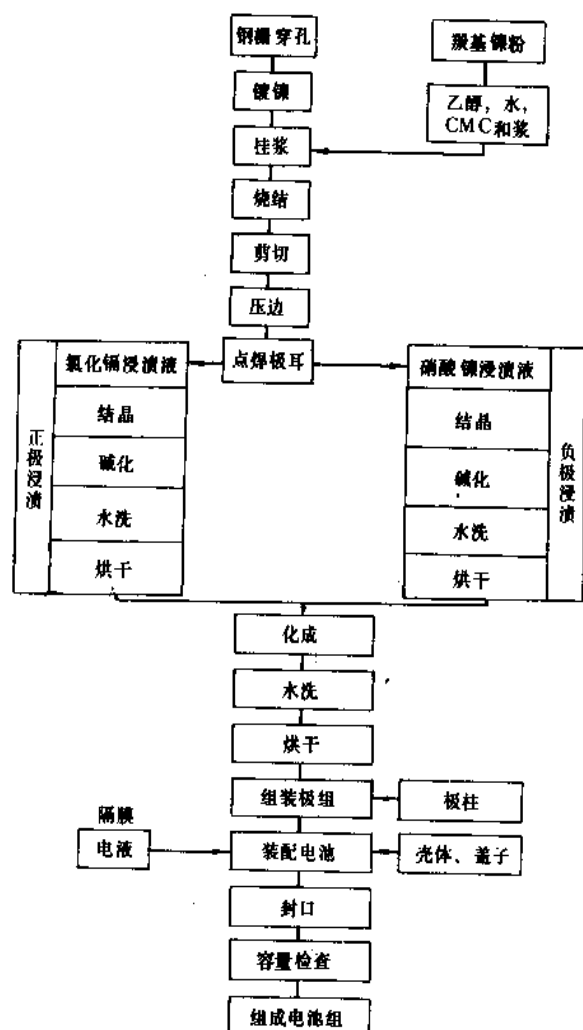 钢栅穿孔
羰基镍粉
镀镍
乙醇，水，
CMC和浆
挂浆
烧结
剪切
压边
点焊极耳
正极浸渍
氯化镉浸渍液
结晶
碱化
水洗
烘干
硝酸镍浸渍液
结晶
碱化
水洗
烘干
负极浸渍
化成
水洗
烘干
组装极组
极柱
隔膜
电液
装配电池
壳体、盖子
封口
容量检查
组成电池组